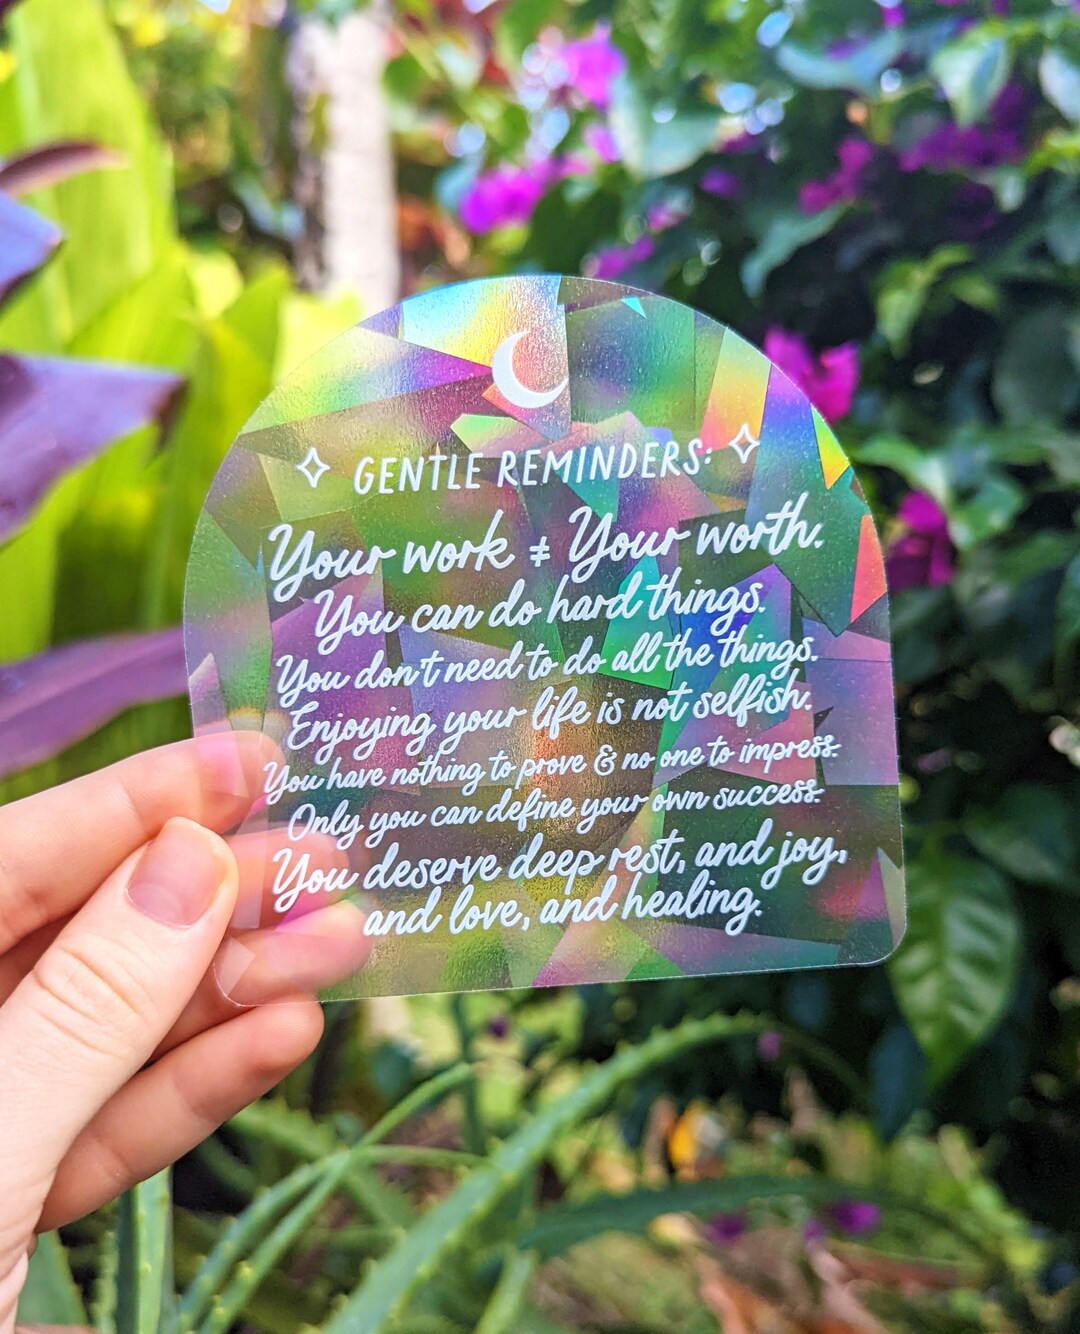 GENTLE REMINDERS:
Your work ≠ Your worth.
You can do hard things.
You don't need to do all the things.
Enjoying your life is not selfish.
You have nothing to prove & no one to impress.
Only you can define your own success.
You deserve deep rest, and joy,
and love, and healing.